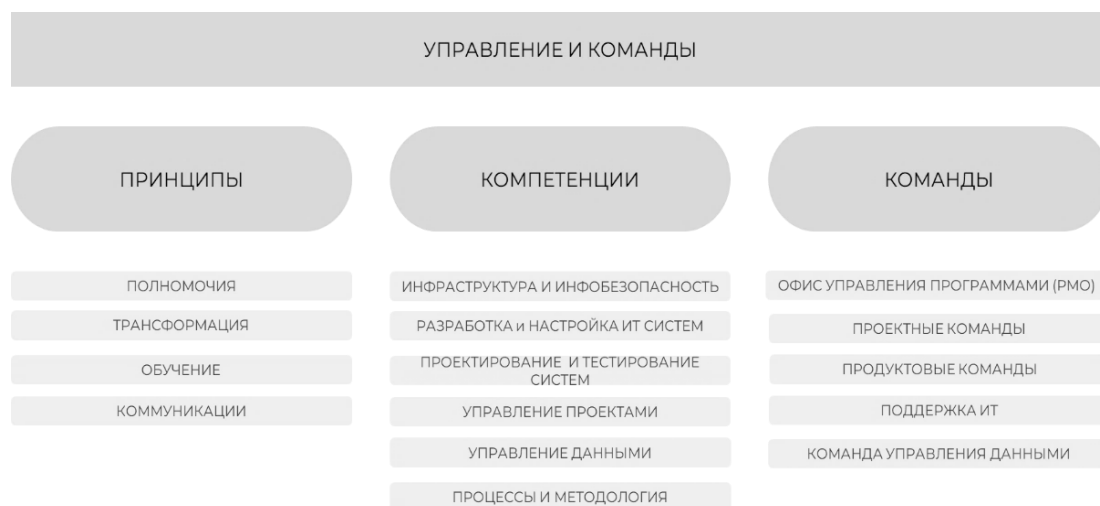 УПРАВЛЕНИЕ И КОМАНДЫ
ПРИНЦИПЫ
ПОЛНОМОЧИЯ
ТРАНСФОРМАЦИЯ
ОБУЧЕНИЕ
КОММУНИКАЦИИ
КОМПЕТЕНЦИИ
ИНФРАСТРУКТУРА И ИНФОБЕЗОПАСНОСТЬ
РАЗРАБОТКА и НАСТРОЙКА ИТ СИСТЕМ
ПРОЕКТИРОВАНИЕ И ТЕСТИРОВАНИЕ
СИСТЕМ
УПРАВЛЕНИЕ ПРОЕКТАМИ
УПРАВЛЕНИЕ ДАННЫМИ
ПРОЦЕССЫ И МЕТОДОЛОГИЯ
КОМАНДЫ
ОФИС УПРАВЛЕНИЯ ПРОГРАММАМИ (PMO)
ПРОЕКТНЫЕ КОМАНДЫ
ПРОДУКТОВЫЕ КОМАНДЫ
ПОДДЕРЖКА ИТ
КОМАНДА УПРАВЛЕНИЯ ДАННЫМИ